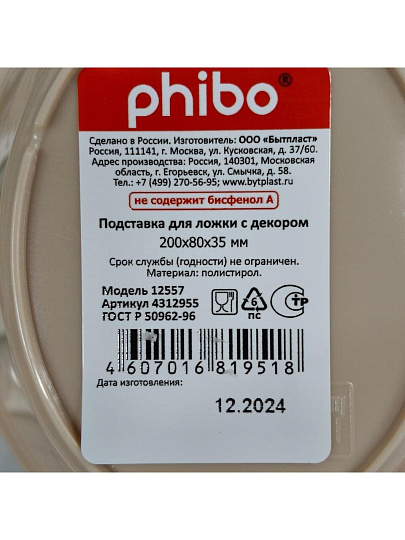 phibo®
Сделано в России. Изготовитель: ООО «Бытпласт»
Россия, 111141, г. Москва, ул. Кусковская, д. 37/60.
Адрес производства: Россия, 140301, Московская
область, г. Егорьевск, ул. Смычка, д. 58.
Тел.: +7 (499) 270-56-95; www.bytplast.ru
не содержит бисфенол А
Подставка для ложки с декором
200х80х35 мм
Срок службы (годности) не ограничен.
Материал: полистирол.
Модель 12557
Артикул 4312955
ГОСТ Р 50962-96
6
ПС
СТР
4 607016 819518
Дата изготовления:
12.2024